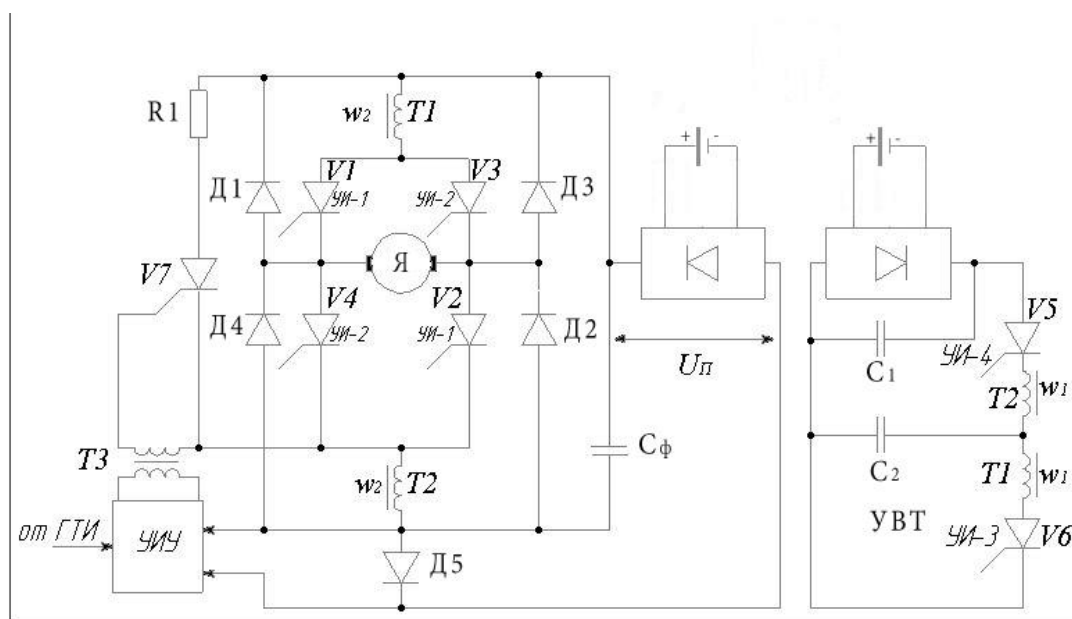 + -
+ -
R1
w₂ T1
V1
V3
Д1
УИ-1
УИ-2
Д3
Я
V7
V4
V2
V5
Д4
УИ-2
УИ-1
Д2
УИ-4
C₁
Uп
T2 w₁
T3
w₂ T2
Cф
C₂
T1 w₁
УВТ
от ГТИ
УИУ
УИ-3
V6
Д5